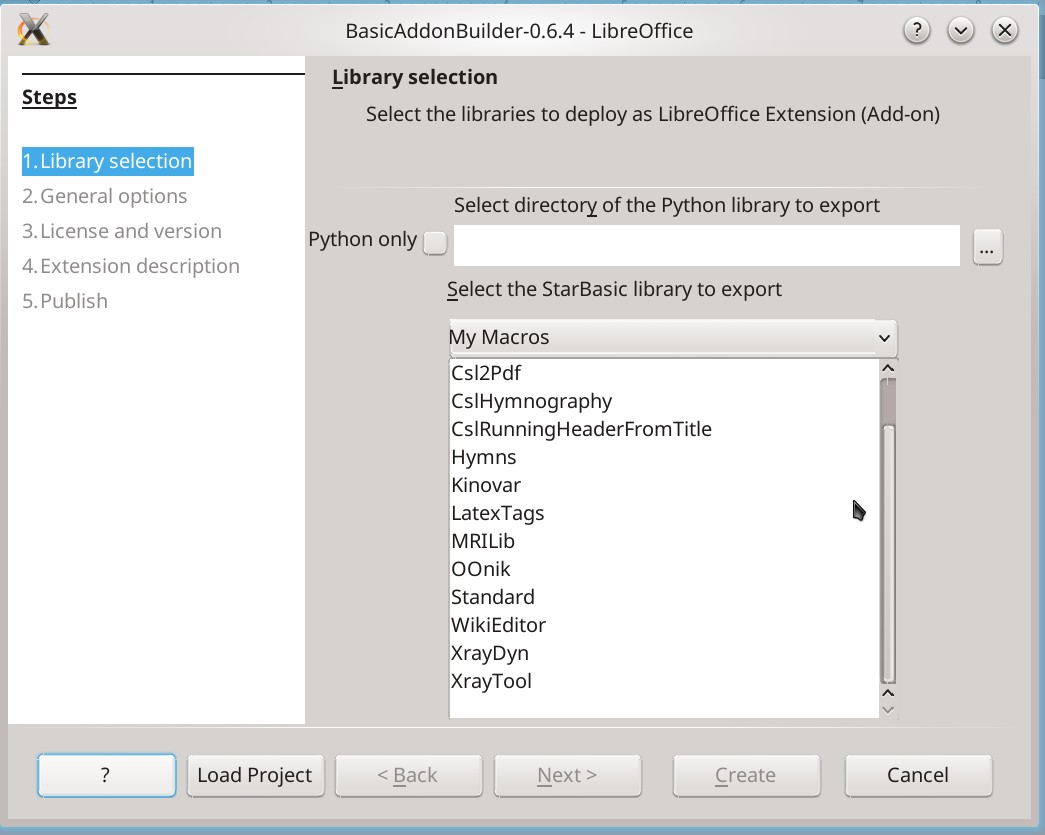 BasicAddonBuilder-0.6.4 - LibreOffice
Steps
1.Library selection
2.General options
3.License and version
4.Extension description
5.Publish
Library selection
Select the libraries to deploy as LibreOffice Extension (Add-on)
Select directory of the Python library to export
Python only
...
Select the StarBasic library to export
My Macros
Csl2Pdf
CslHymnography
CslRunningHeaderFromTitle
Hymns
Kinovar
LatexTags
MRILib
OOnik
Standard
WikiEditor
XrayDyn
XrayTool
? Load Project < Back Next > Create Cancel